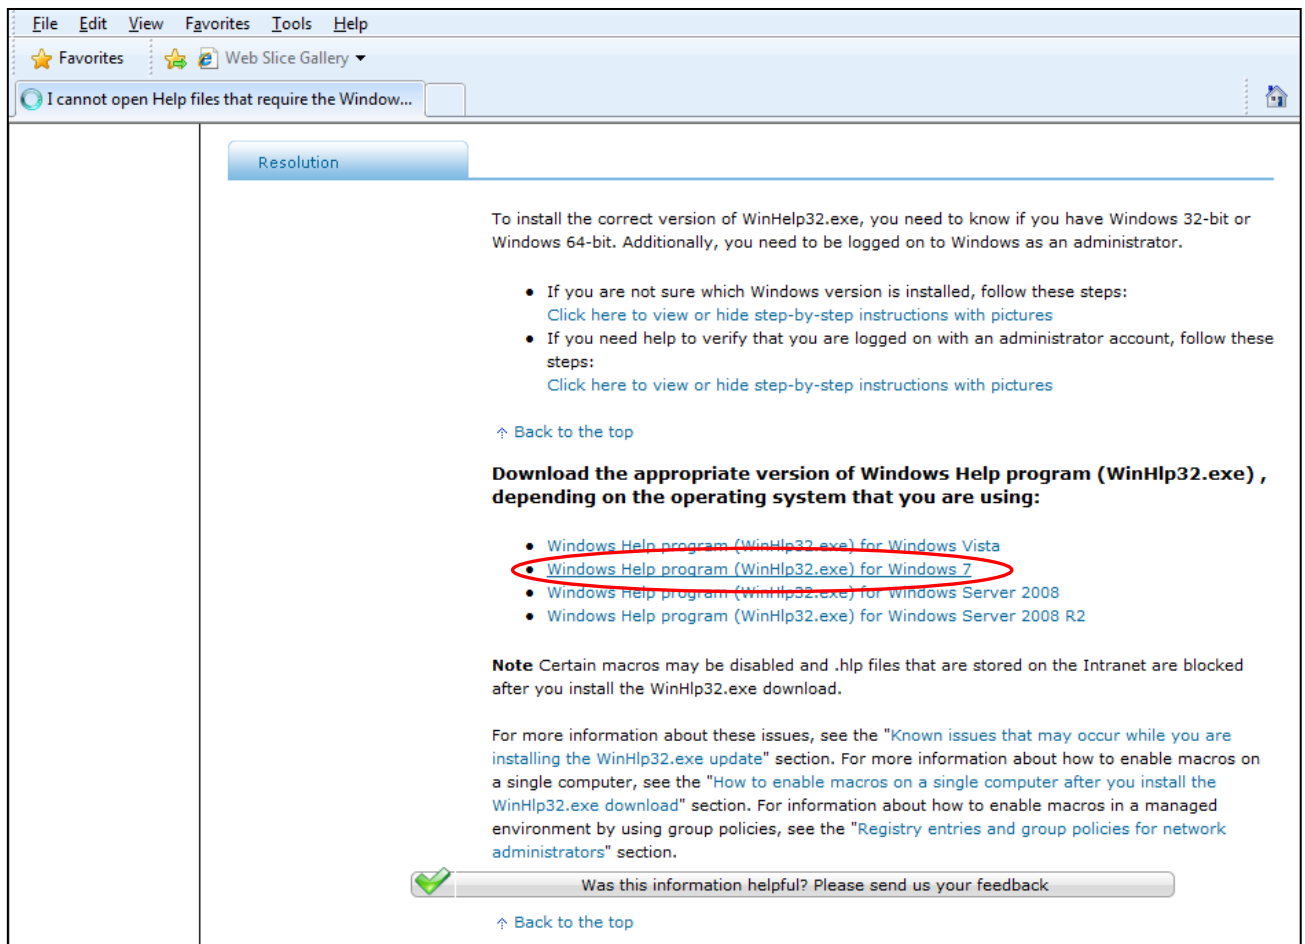 File Edit View Favorites Tools Help
Favorites Web Slice Gallery
I cannot open Help files that require the Window...
Resolution
To install the correct version of WinHelp32.exe, you need to know if you have Windows 32-bit or
Windows 64-bit. Additionally, you need to be logged on to Windows as an administrator.
• If you are not sure which Windows version is installed, follow these steps:
Click here to view or hide step-by-step instructions with pictures
• If you need help to verify that you are logged on with an administrator account, follow these
steps:
Click here to view or hide step-by-step instructions with pictures
Back to the top
Download the appropriate version of Windows Help program (WinHlp32.exe) ,
depending on the operating system that you are using:
• Windows Help program (WinHlp32.exe) for Windows Vista
• Windows Help program (WinHlp32.exe) for Windows 7
• Windows Help program (WinHlp32.exe) for Windows Server 2008
• Windows Help program (WinHlp32.exe) for Windows Server 2008 R2
Note Certain macros may be disabled and .hlp files that are stored on the Intranet are blocked
after you install the WinHlp32.exe download.
For more information about these issues, see the "Known issues that may occur while you are
installing the WinHlp32.exe update" section. For more information about how to enable macros on
a single computer, see the "How to enable macros on a single computer after you install the
WinHlp32.exe download" section. For information about how to enable macros in a managed
environment by using group policies, see the "Registry entries and group policies for network
administrators" section.
Was this information helpful? Please send us your feedback
Back to the top